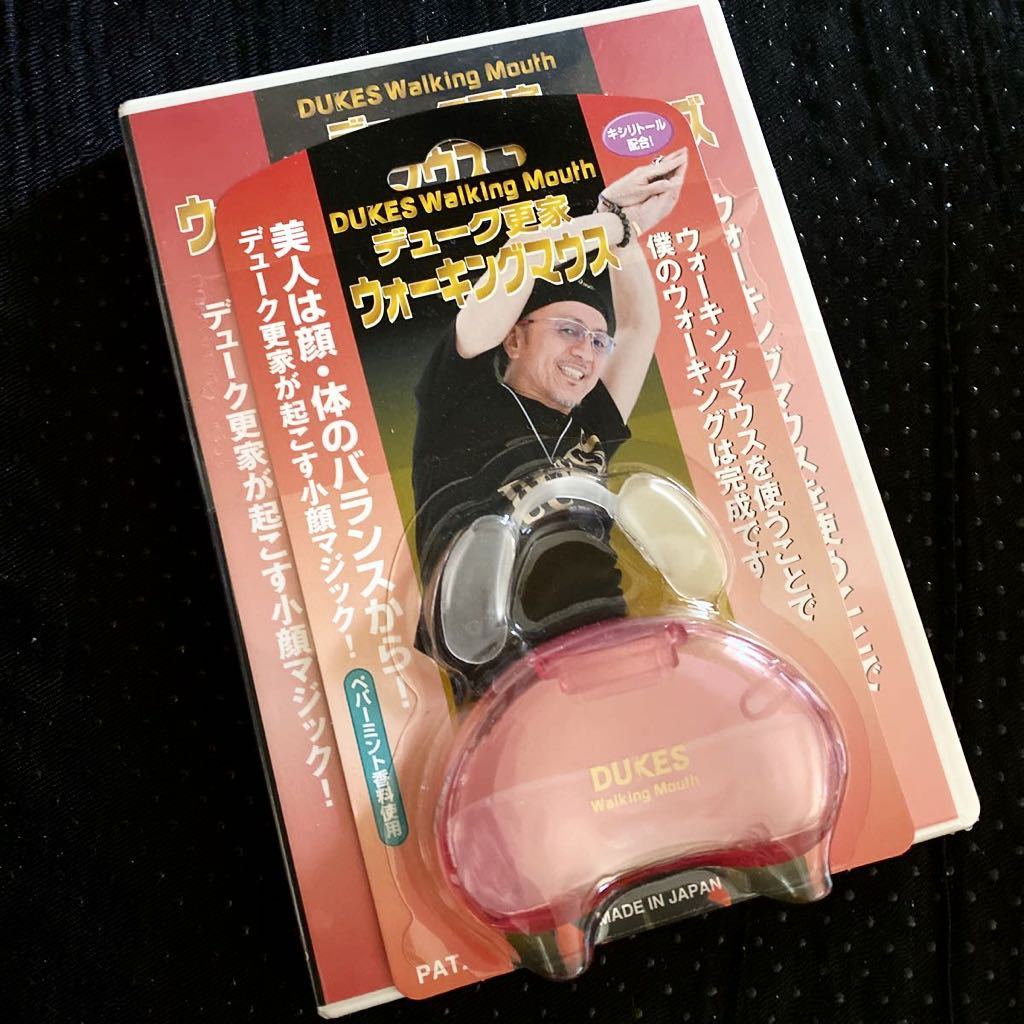 DUKES Walking Mouth
キシリトール
配合!
DUKES Walking Mouth
デューク更家
ウォーキングマウス
美人は顔・体のバランスから!
デューク更家が起こす小顔マジック!
デューク更家が起こす小顔マジック!
ウォーキングマウスを使うことで
僕のウォーキングは完成です
ペパーミント香料使用
DUKES
Walking Mouth
MADE IN JAPAN
PAT.